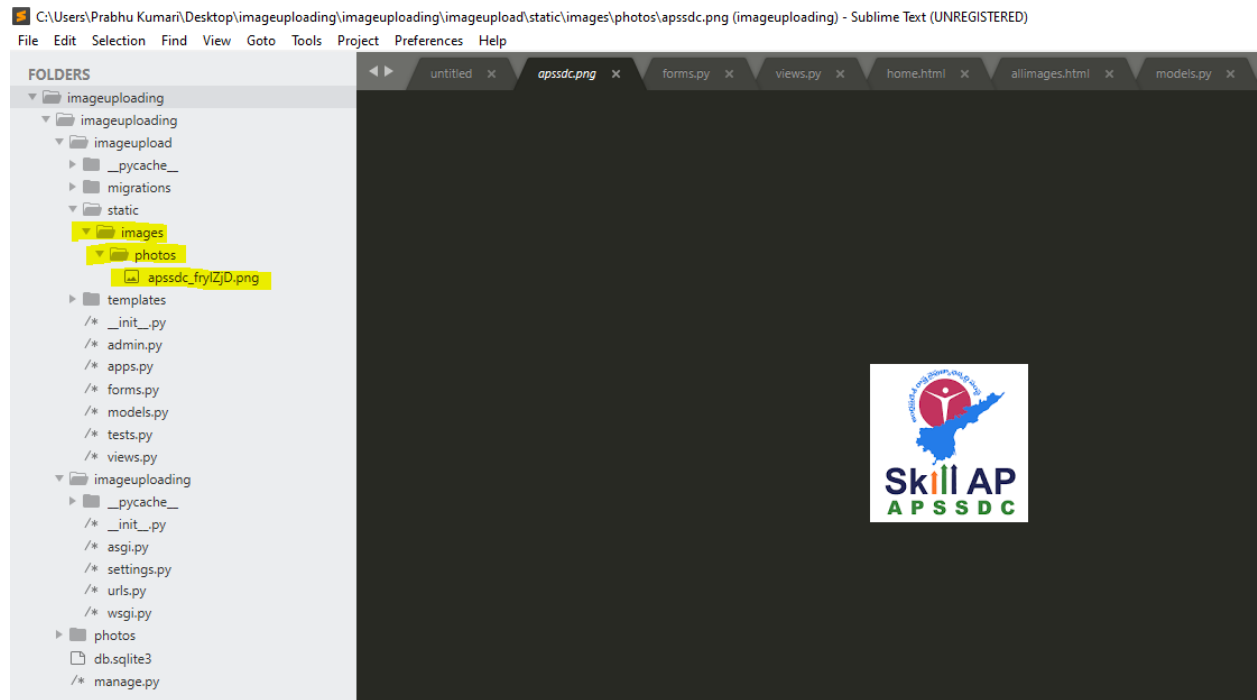 C:\Users\Prabhu Kumari\Desktop\imageuploading\imageuploading\imageupload\static\images\photos\apssdc.png (imageuploading) - Sublime Text (UNREGISTERED)
File Edit Selection Find View Goto Tools Project Preferences Help
FOLDERS
untitled × apssdc.png × forms.py × views.py × home.html × allimages.html × models.py ×
imageuploading
imageuploading
imageupload
__pycache__
migrations
static
images
photos
apssdc_frylZjD.png
templates
/* __init__.py
/* admin.py
/* apps.py
/* forms.py
/* models.py
/* tests.py
/* views.py
imageuploading
__pycache__
/* __init__.py
/* asgi.py
/* settings.py
/* urls.py
/* wsgi.py
photos
db.sqlite3
/* manage.py
Skill AP
APSSDC